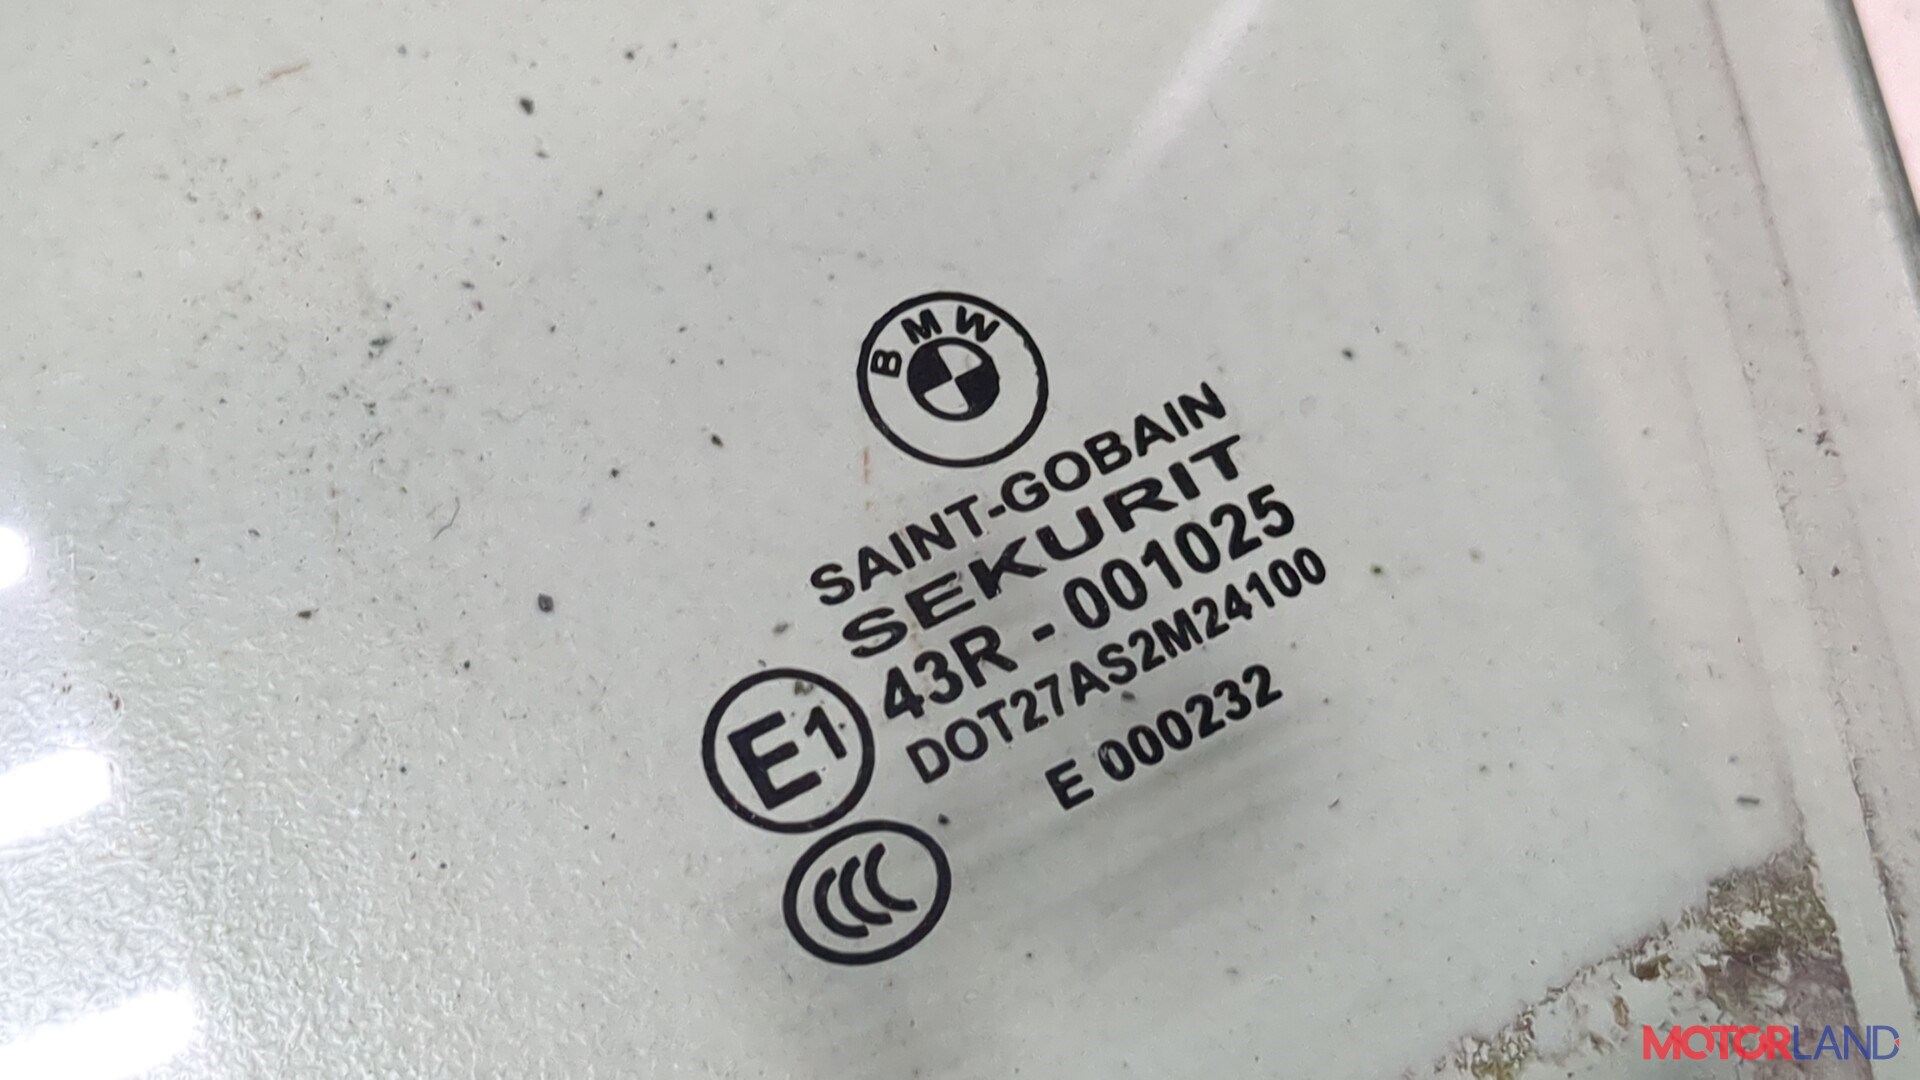 BMW
SAINT-GOBAIN
SEKURIT
43R - 001025
E1
DOT27AS2M24100
E 000232
CCC
MOTORLAND